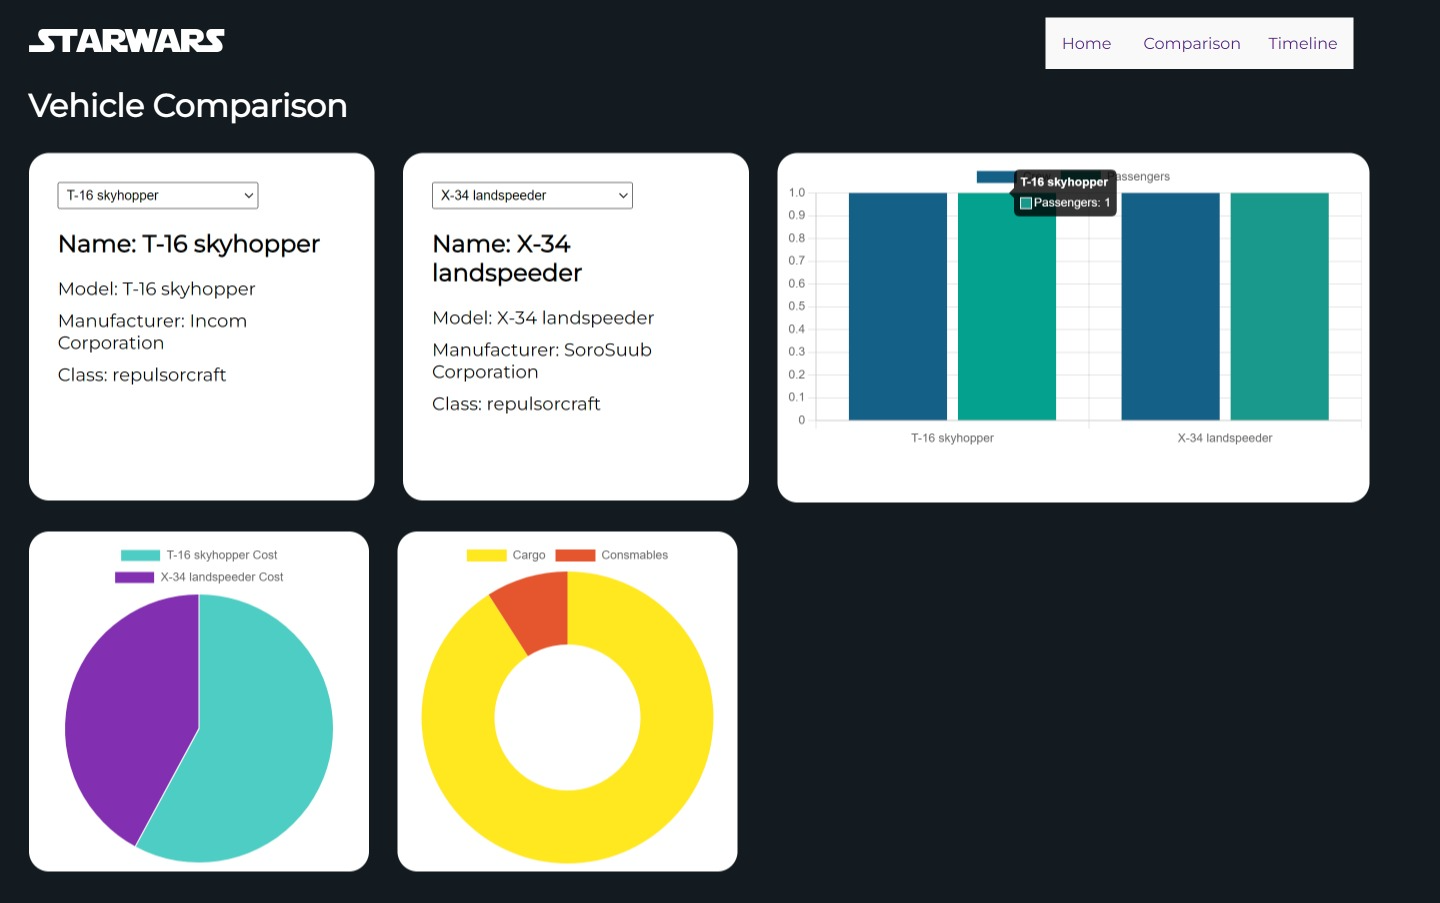 STARWARS
Home Comparison Timeline
Vehicle Comparison
T-16 skyhopper
Name: T-16 skyhopper
Model: T-16 skyhopper
Manufacturer: Incom
Corporation
Class: repulsorcraft
X-34 landspeeder
Name: X-34
landspeeder
Model: X-34 landspeeder
Manufacturer: SoroSuub
Corporation
Class: repulsorcraft
Passengers
T-16 skyhopper
Passengers: 1
1.0
0.9
0.8
0.7
0.6
0.5
0.4
0.3
0.2
0.1
0
T-16 skyhopper X-34 landspeeder
T-16 skyhopper Cost
X-34 landspeeder Cost
Cargo Consmables